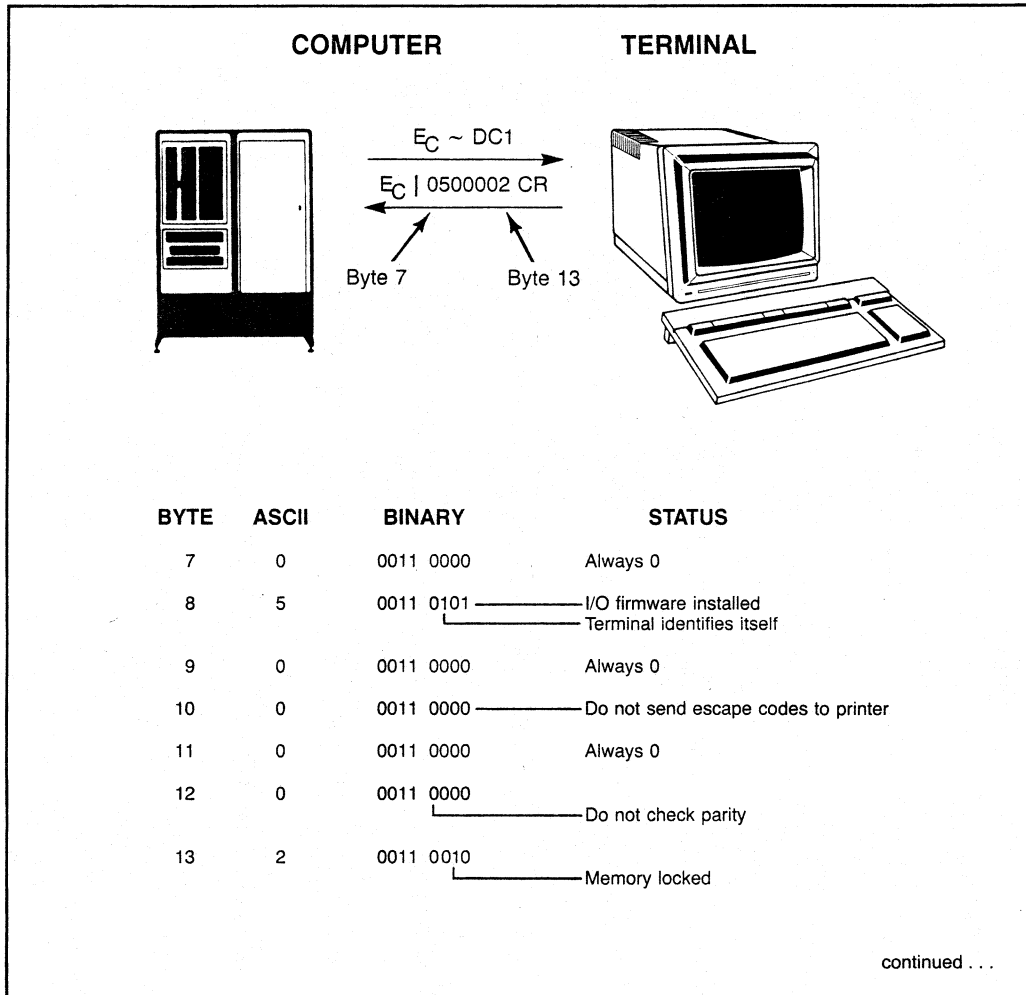 COMPUTER TERMINAL
E_C ~ DC1
E_C | 0500002 CR
Byte 7 Byte 13
BYTE ASCII BINARY STATUS
7 0 0011 0000 Always 0
8 5 0011 0101 I/O firmware installed
Terminal identifies itself
9 0 0011 0000 Always 0
10 0 0011 0000 Do not send escape codes to printer
11 0 0011 0000 Always 0
12 0 0011 0000
Do not check parity
13 2 0011 0010
Memory locked
continued . . .